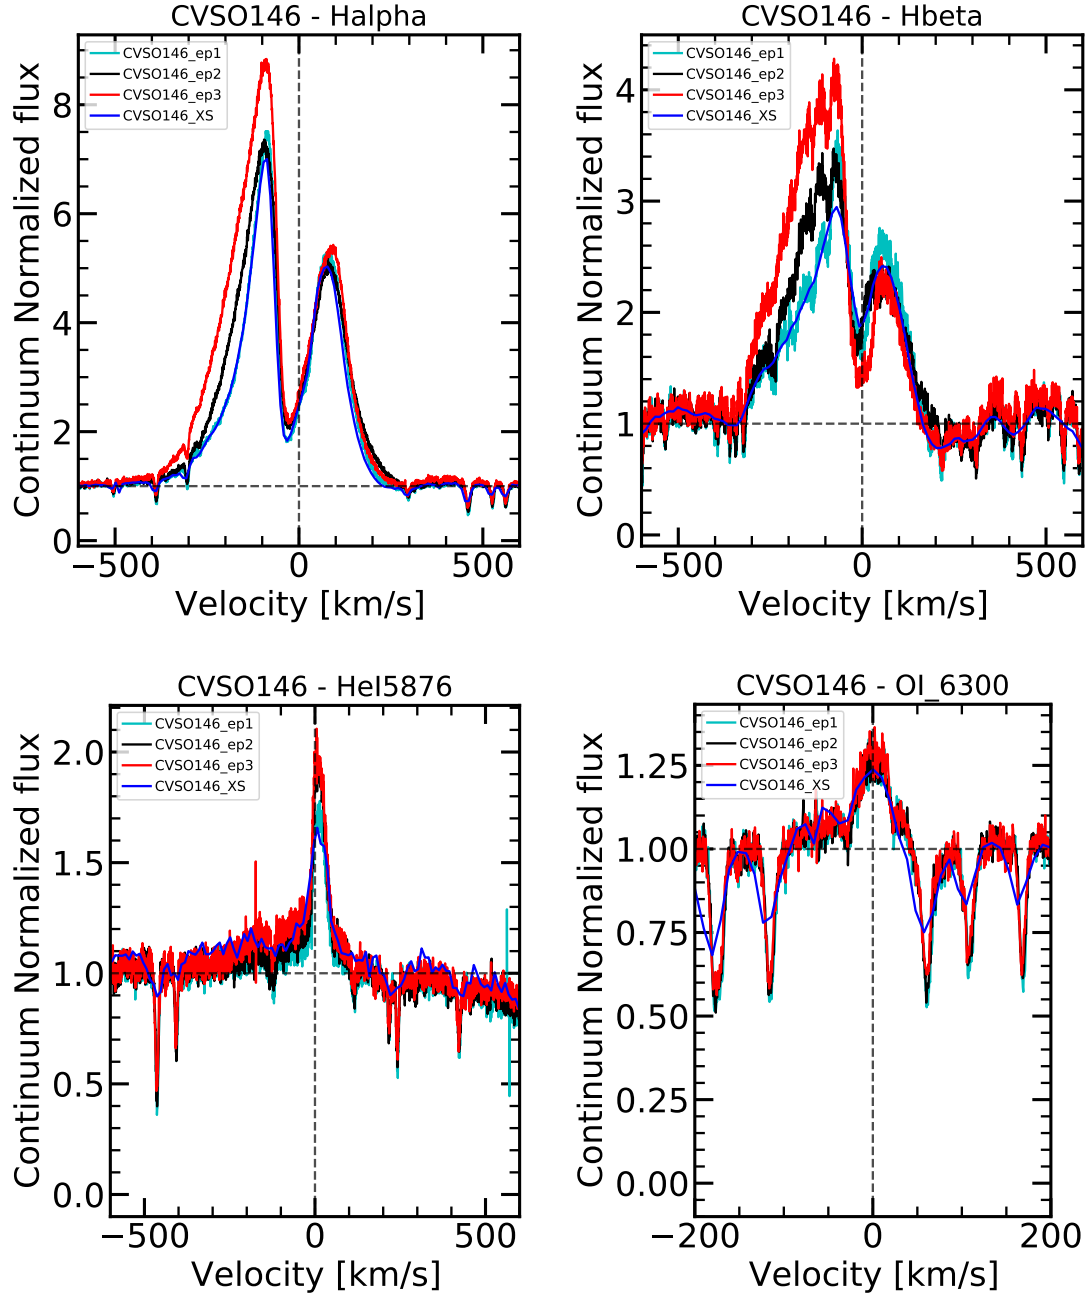 CVSO146 - Halpha
CVSO146_ep1
CVSO146_ep2
CVSO146_ep3
CVSO146_XS
Continuum Normalized flux
8
6
4
2
0
−500 0 500
Velocity [km/s]
CVSO146 - Hbeta
CVSO146_ep1
CVSO146_ep2
CVSO146_ep3
CVSO146_XS
Continuum Normalized flux
4
3
2
1
0
−500 0 500
Velocity [km/s]
CVSO146 - HeI5876
CVSO146_ep1
CVSO146_ep2
CVSO146_ep3
CVSO146_XS
Continuum Normalized flux
2.0
1.5
1.0
0.5
0.0
−500 0 500
Velocity [km/s]
CVSO146 - OI_6300
CVSO146_ep1
CVSO146_ep2
CVSO146_ep3
CVSO146_XS
Continuum Normalized flux
1.25
1.00
0.75
0.50
0.25
0.00
−200 0 200
Velocity [km/s]